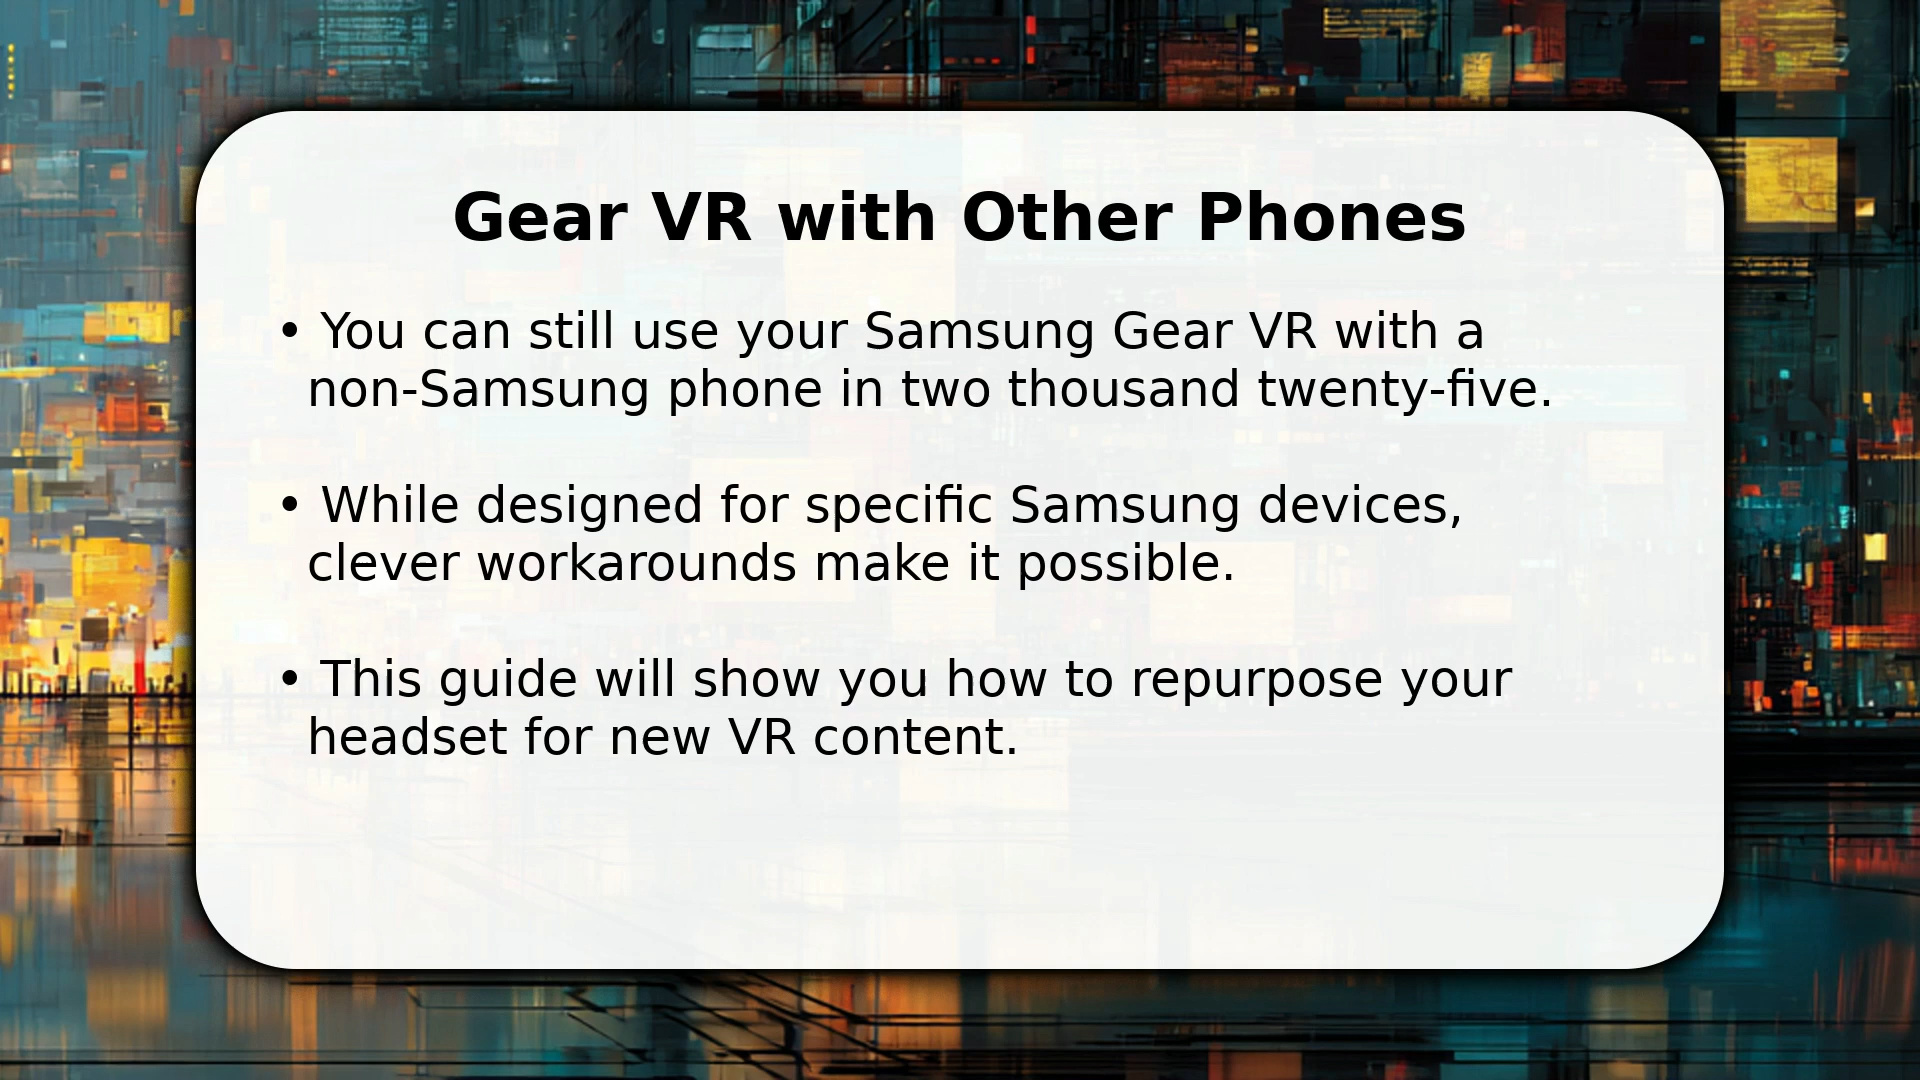 Gear VR with Other Phones
• You can still use your Samsung Gear VR with a
non-Samsung phone in two thousand twenty-five.
• While designed for specific Samsung devices,
clever workarounds make it possible.
• This guide will show you how to repurpose your
headset for new VR content.